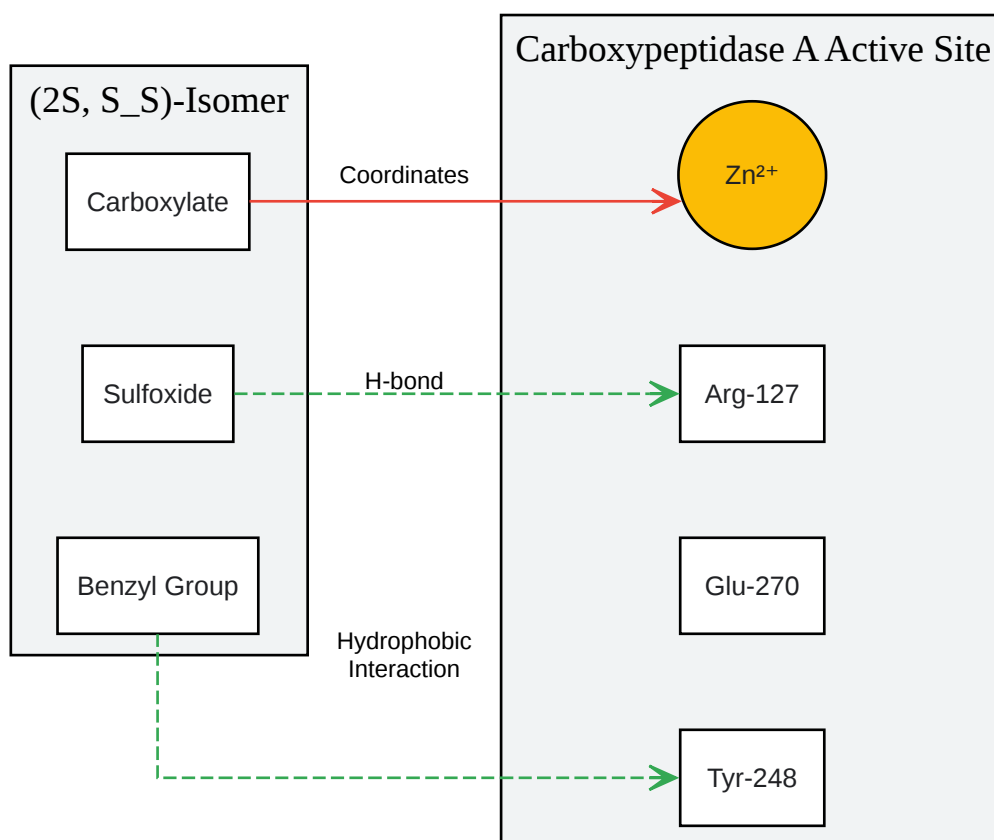 Carboxypeptidase A Active Site
(2S, S_S)-Isomer
Carboxylate
Coordinates
Zn²⁺
Sulfoxide
H-bond
Arg-127
Benzyl Group
Glu-270
Hydrophobic
Interaction
Tyr-248